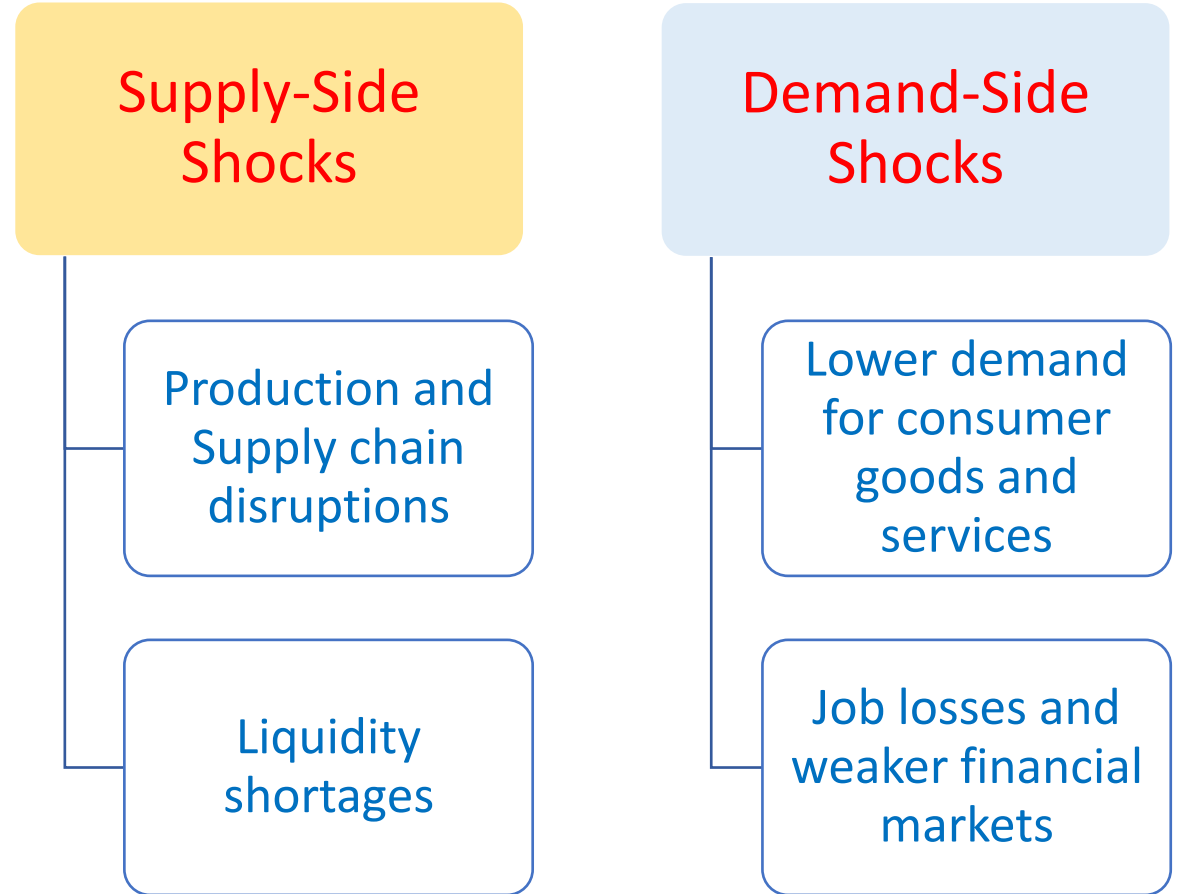 Supply-Side
Shocks
Production and
Supply chain
disruptions
Liquidity
shortages
Demand-Side
Shocks
Lower demand
for consumer
goods and
services
Job losses and
weaker financial
markets